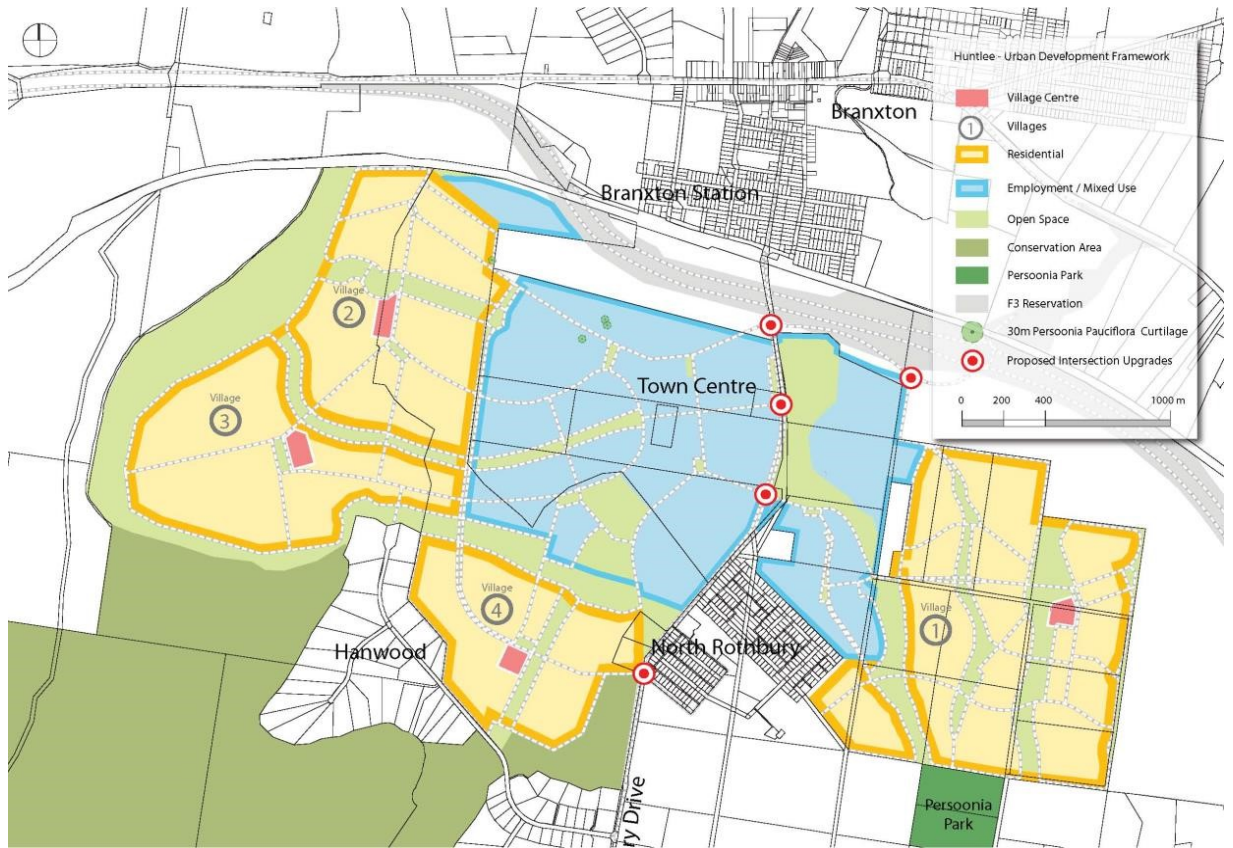 Huntlee - Urban Development Framework
Village Centre
1
Villages
Residential
Employment / Mixed Use
Open Space
Conservation Area
Persoonia Park
F3 Reservation
30m Persoonia Pauciflora Curtilage
Proposed Intersection Upgrades
0 200 400 1000 m
Branxton
Branxton Station
Village
2
Town Centre
Village
3
Village
4
Village
1
Hanwood
North Rothbury
ry Drive
Persoonia
Park